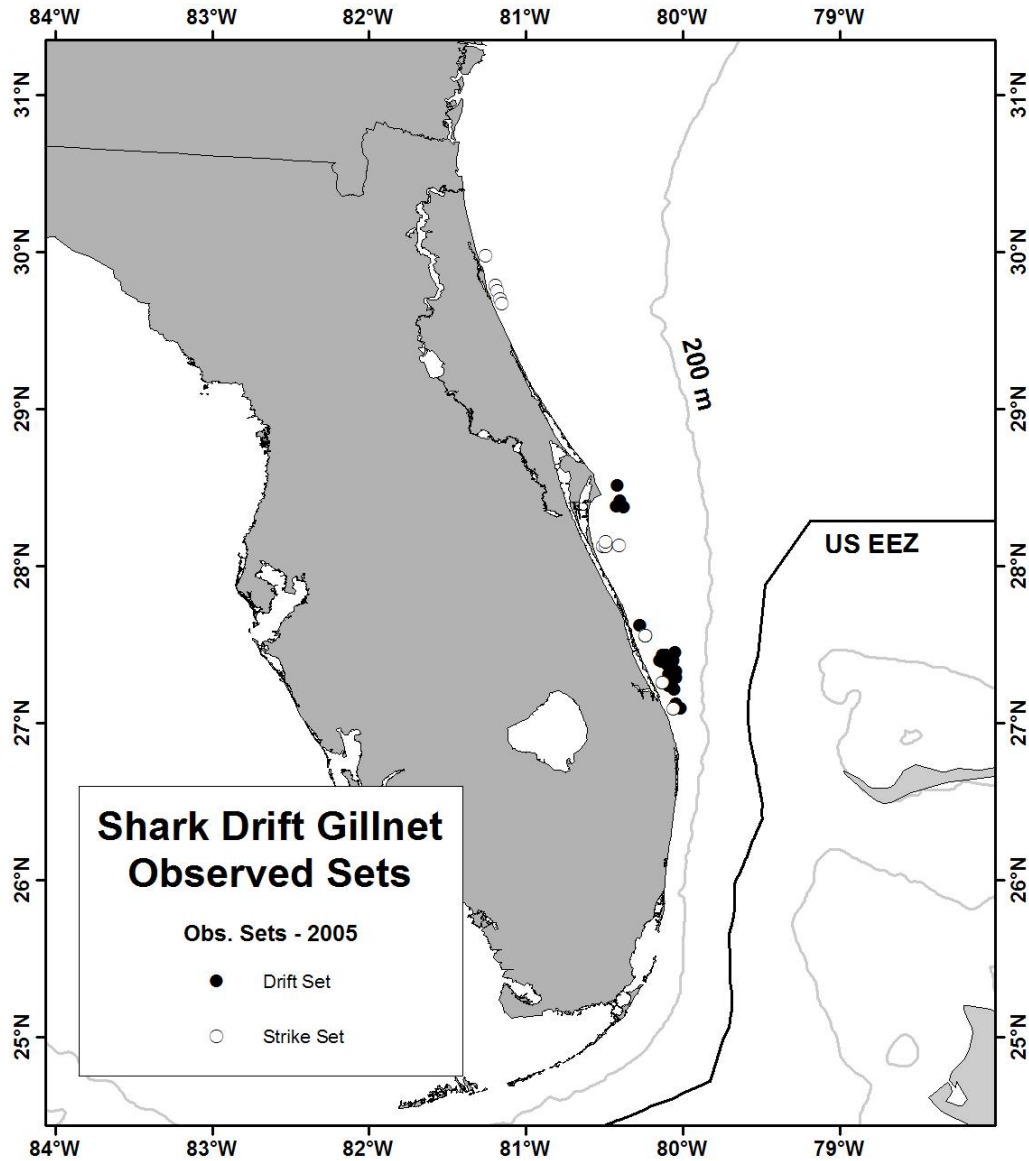 84°W 83°W 82°W 81°W 80°W 79°W
31°N 31°N
30°N 30°N
200 m
29°N 29°N
US EEZ
28°N 28°N
27°N 27°N
Shark Drift Gillnet
Observed Sets
26°N 26°N
Obs. Sets - 2005
Drift Set
Strike Set
25°N 25°N
84°W 83°W 82°W 81°W 80°W 79°W